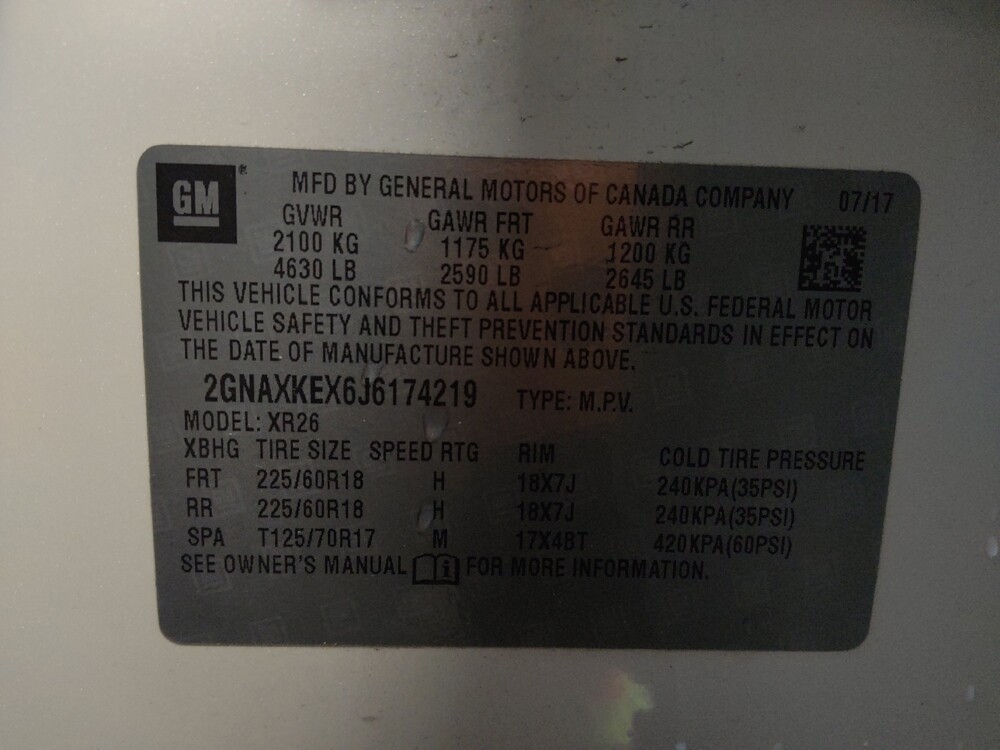 GM® MFD BY GENERAL MOTORS OF CANADA COMPANY 07/17
GVWR GAWR FRT GAWR RR
2100 KG 1175 KG 1200 KG
4630 LB 2590 LB 2645 LB
THIS VEHICLE CONFORMS TO ALL APPLICABLE U.S. FEDERAL MOTOR
VEHICLE SAFETY AND THEFT PREVENTION STANDARDS IN EFFECT ON
THE DATE OF MANUFACTURE SHOWN ABOVE.
2GNAXKEX6J6174219 TYPE: M.P.V.
MODEL: XR26
XBHG TIRE SIZE SPEED RTG RIM COLD TIRE PRESSURE
FRT 225/60R18 H 18X7J 240KPA(35PSI)
RR 225/60R18 H 18X7J 240KPA(35PSI)
SPA T125/70R17 M 17X4BT 420KPA(60PSI)
SEE OWNER'S MANUAL i FOR MORE INFORMATION.